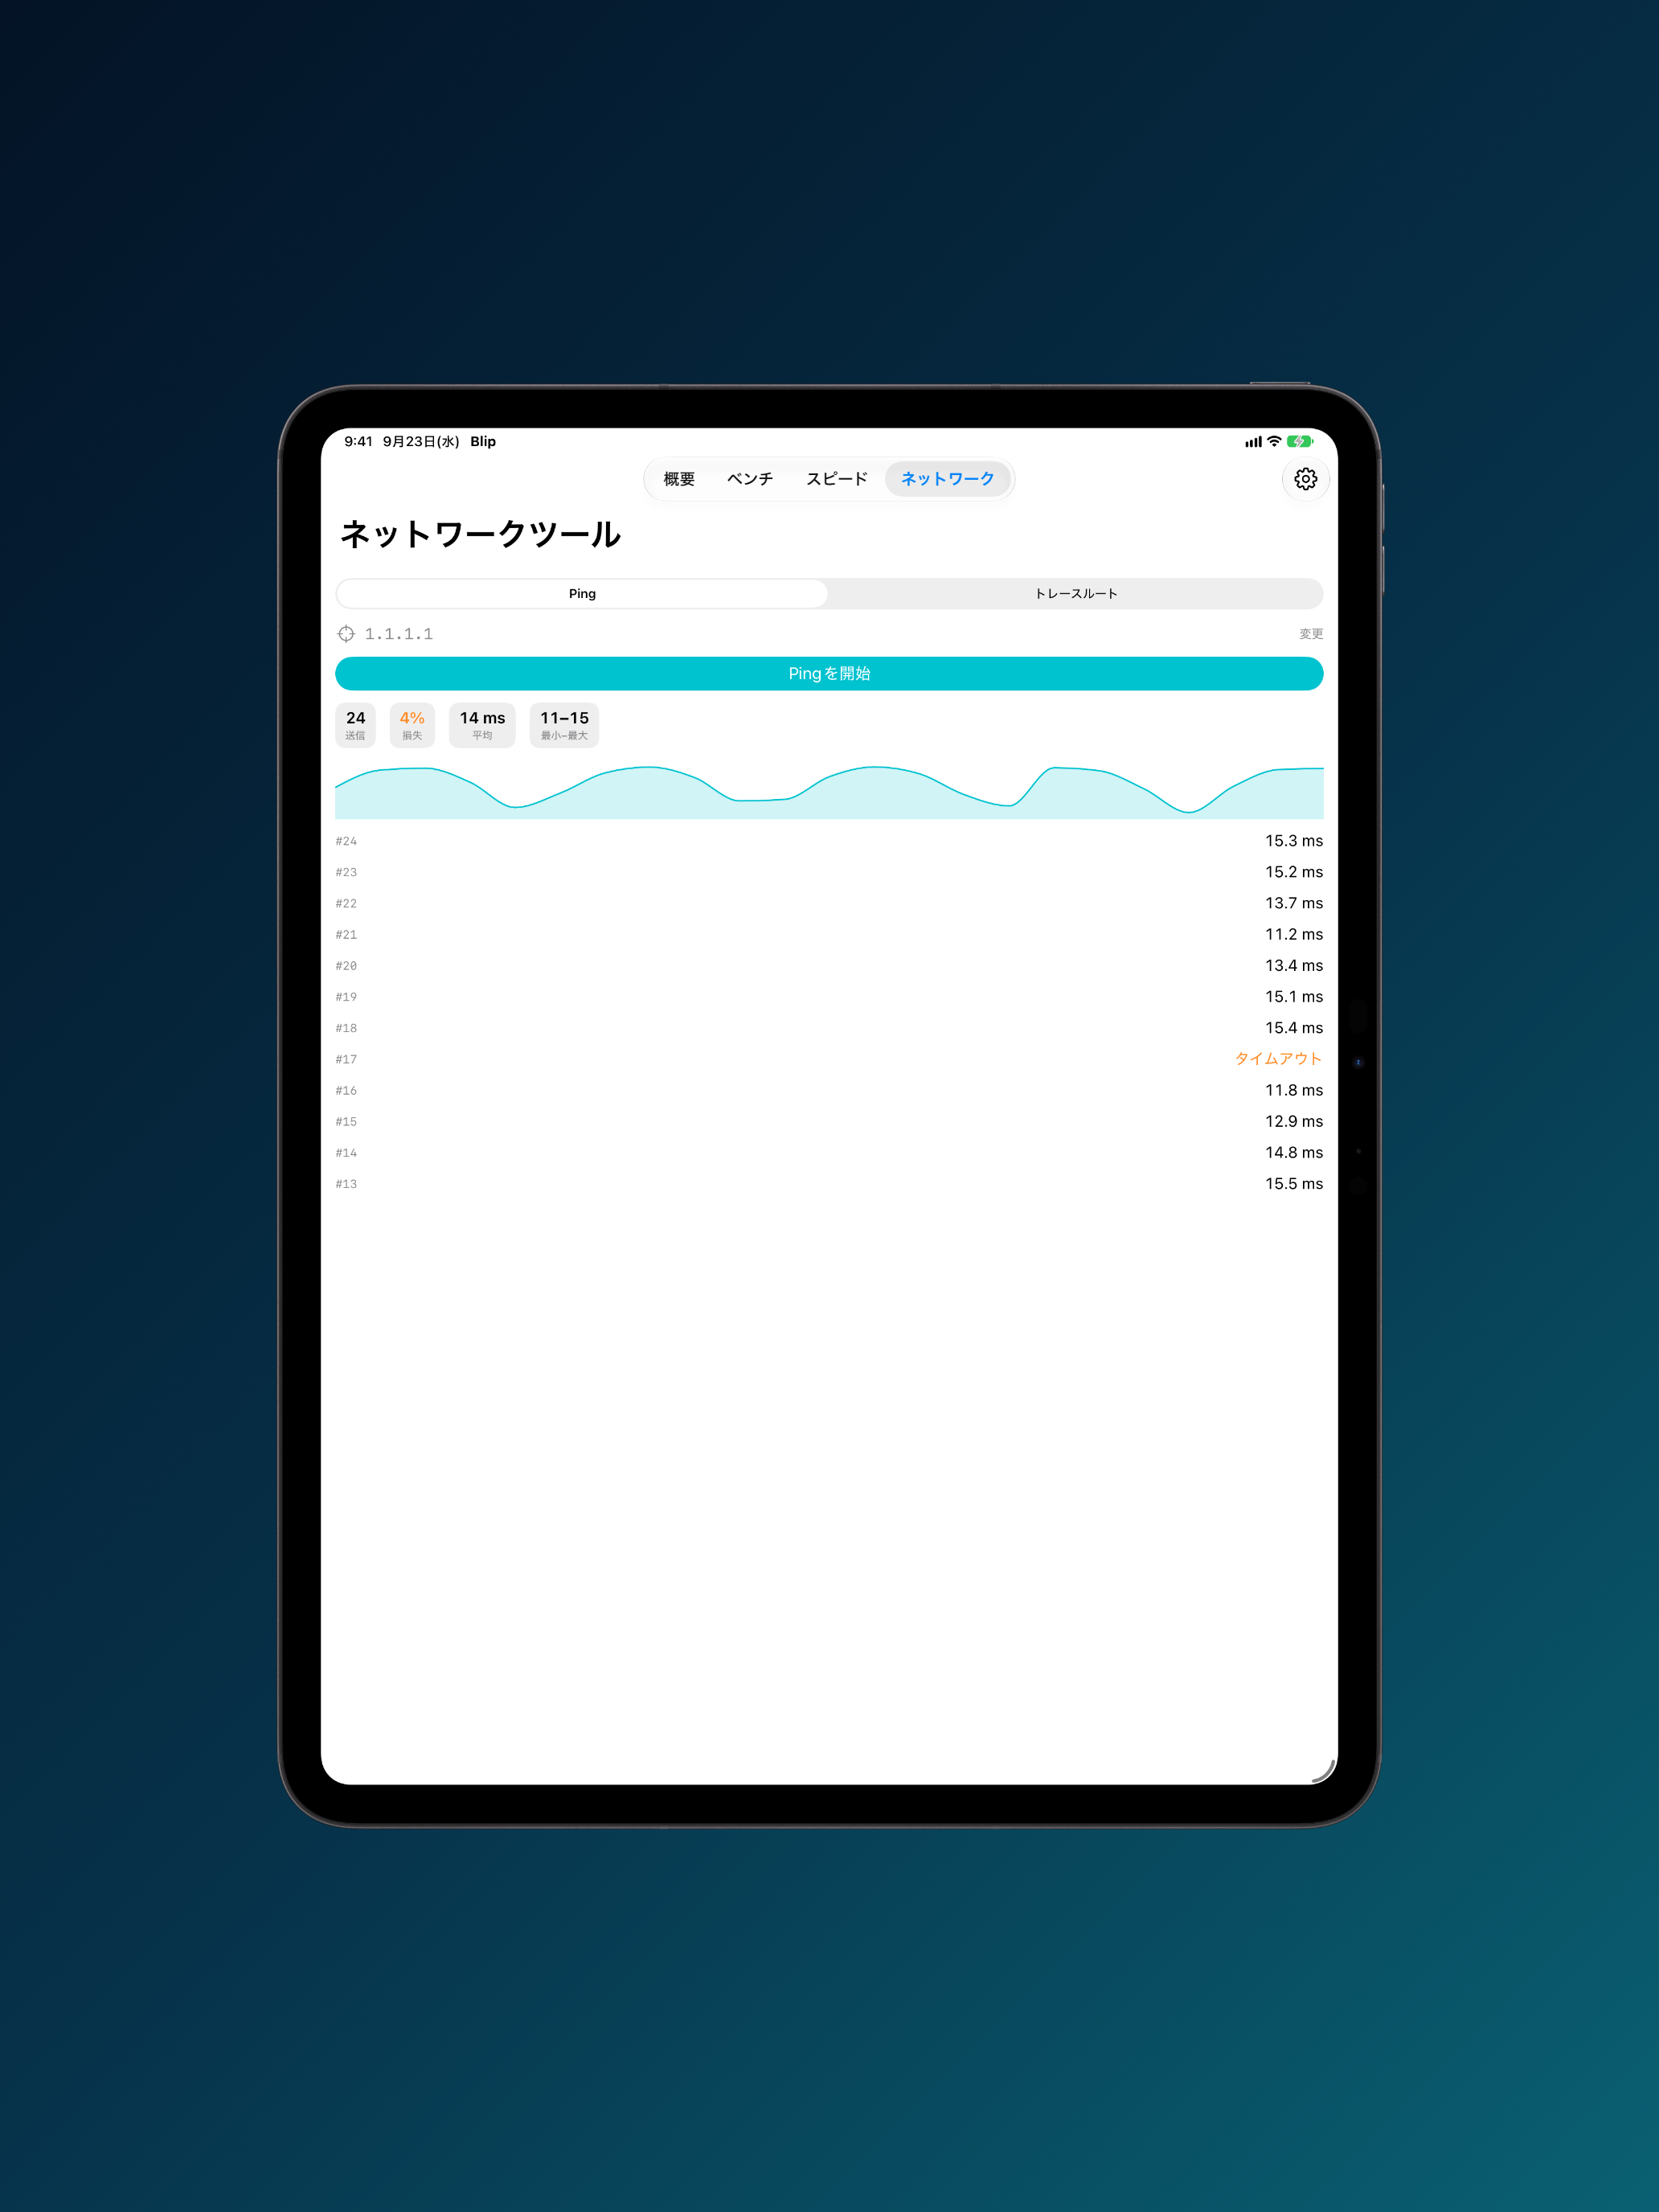 9:41 9月23日(水) Blip
概要 ベンチ スピード ネットワーク
ネットワークツール
Ping トレースルート
1.1.1.1 変更
Pingを開始
24 4% 14 ms 11–15
送信 損失 平均 最小–最大
#24 15.3 ms
#23 15.2 ms
#22 13.7 ms
#21 11.2 ms
#20 13.4 ms
#19 15.1 ms
#18 15.4 ms
#17 タイムアウト
#16 11.8 ms
#15 12.9 ms
#14 14.8 ms
#13 15.5 ms